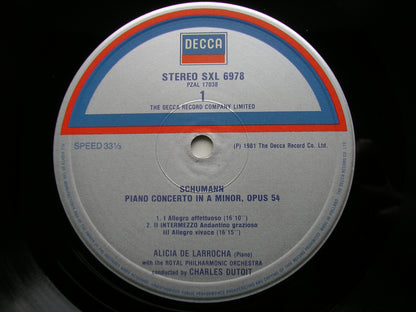 DECCA
STEREO SXL 6978
PZAL 17038
1
THE DECCA RECORD COMPANY LIMITED
SPEED 33⅓
(P) 1981 The Decca Record Co. Ltd.
SCHUMANN
PIANO CONCERTO IN A MINOR, OPUS 54
1. I Allegro affettuoso (16'10'')
2. II INTERMEZZO Andantino grazioso
III Allegro vivace (16'15'')
ALICIA DE LARROCHA (Piano)
with the ROYAL PHILHARMONIC ORCHESTRA
conducted by CHARLES DUTOIT